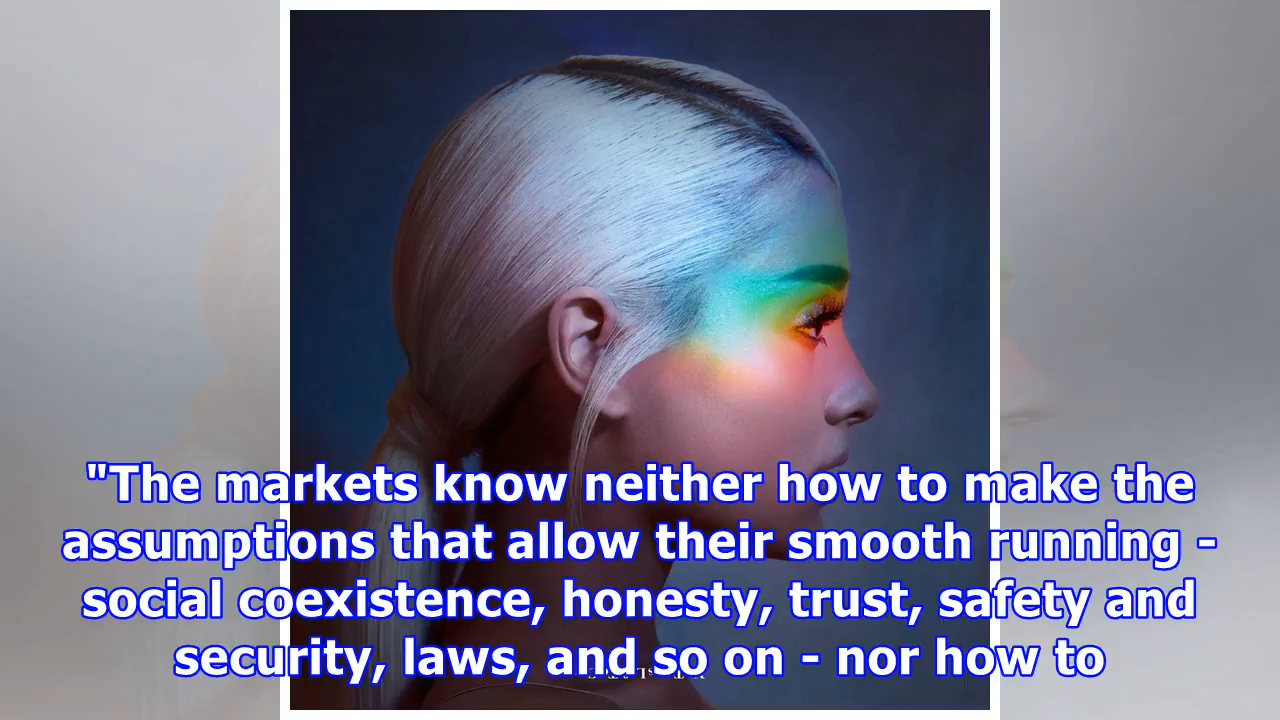 "The markets know neither how to make the
assumptions that allow their smooth running -
social coexistence, honesty, trust, safety and
security, laws, and so on - nor how to